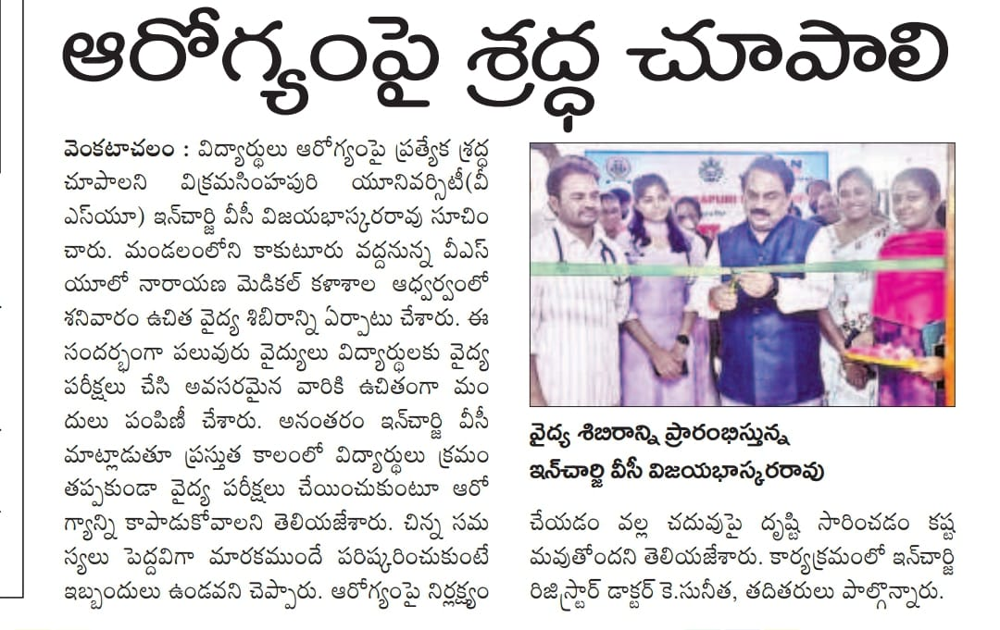 ఆరోగ్యంపై శ్రద్ధ చూపాలి
వెంకటాచలం : విద్యార్థులు ఆరోగ్యంపై ప్రత్యేక శ్రద్ధ
చూపాలని విక్రమసింహపురి యూనివర్సిటీ(వీ
ఎస్‌యూ) ఇన్‌చార్జి వీసీ విజయభాస్కరరావు సూచిం
చారు. మండలంలోని కాకుటూరు వద్దనున్న వీఎస్‌
యూలో నారాయణ మెడికల్‌ కళాశాల ఆధ్వర్వంలో
శనివారం ఉచిత వైద్య శిబిరాన్ని ఏర్పాటు చేశారు. ఈ
సందర్భంగా పలువురు వైద్యులు విద్యార్థులకు వైద్య
పరీక్షలు చేసి అవసరమైన వారికి ఉచితంగా మం
దులు పంపిణీ చేశారు. అనంతరం ఇన్‌చార్జి వీసీ
మాట్లాడుతూ ప్రస్తుత కాలంలో విద్యార్థులు క్రమం
తప్పకుండా వైద్య పరీక్షలు చేయించుకుంటూ ఆరో
గ్యాన్ని కాపాడుకోవాలని తెలియజేశారు. చిన్న సమ
స్యలు పెద్దవిగా మారకముందే పరిష్కరించుకుంటే
ఇబ్బందులు ఉండవని చెప్పారు. ఆరోగ్యంపై నిర్లక్ష్యం
వైద్య శిబిరాన్ని ప్రారంభిస్తున్న
ఇన్‌చార్జి వీసీ విజయభాస్కరరావు
చేయడం వల్ల చదువుపై దృష్టి సారించడం కష్ట
మవుతోందని తెలియజేశారు. కార్యక్రమంలో ఇన్‌చార్జి
రిజిస్ట్రార్‌ డాక్టర్‌ కె.సునీత, తదితరులు పాల్గొన్నారు.